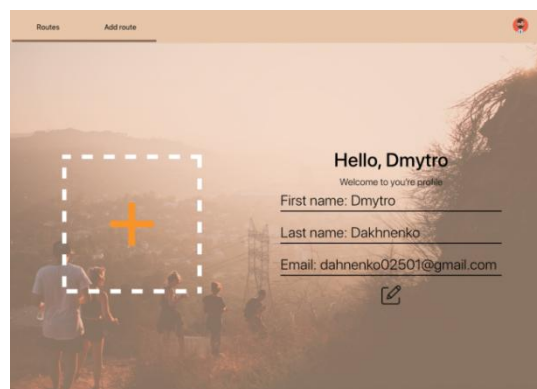 Routes Add route
Hello, Dmytro
Welcome to you're profile
First name: Dmytro
Last name: Dakhnenko
Email: dahnenko02501@gmail.com